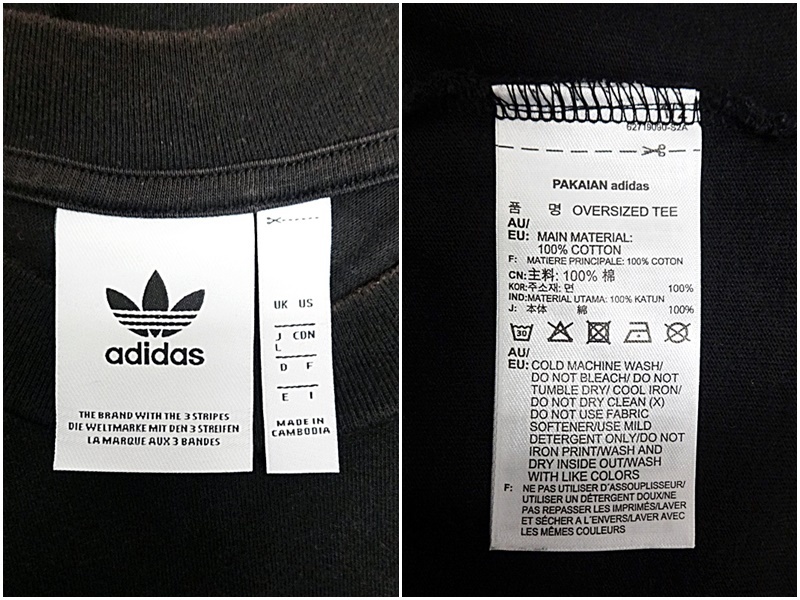 adidas
THE BRAND WITH THE 3 STRIPES
DIE WELTMARKE MIT DEN 3 STREIFEN
LA MARQUE AUX 3 BANDES
UK US
J CDN
L
D F
E I
MADE IN
CAMBODIA
62719090-S2A
PAKAIAN adidas
품 명 OVERSIZED TEE
AU/
EU: MAIN MATERIAL:
100% COTTON
F: MATIERE PRINCIPALE: 100% COTON
CN: 主料: 100% 棉
KOR: 주소재: 면 100%
IND: MATERIAL UTAMA: 100% KATUN
J: 本体 綿 100%
30
AU/
EU: COLD MACHINE WASH/
DO NOT BLEACH/ DO NOT
TUMBLE DRY/ COOL IRON/
DO NOT DRY CLEAN (X)
DO NOT USE FABRIC
SOFTENER/USE MILD
DETERGENT ONLY/DO NOT
IRON PRINT/WASH AND
DRY INSIDE OUT/WASH
WITH LIKE COLORS
F: NE PAS UTILISER D'ASSOUPLISSEUR/
UTILISER UN DÉTERGENT DOUX/NE
PAS REPASSER LES IMPRIMÉS/LAVER
ET SÉCHER A L'ENVERS/LAVER AVEC
LES MÊMES COULEURS